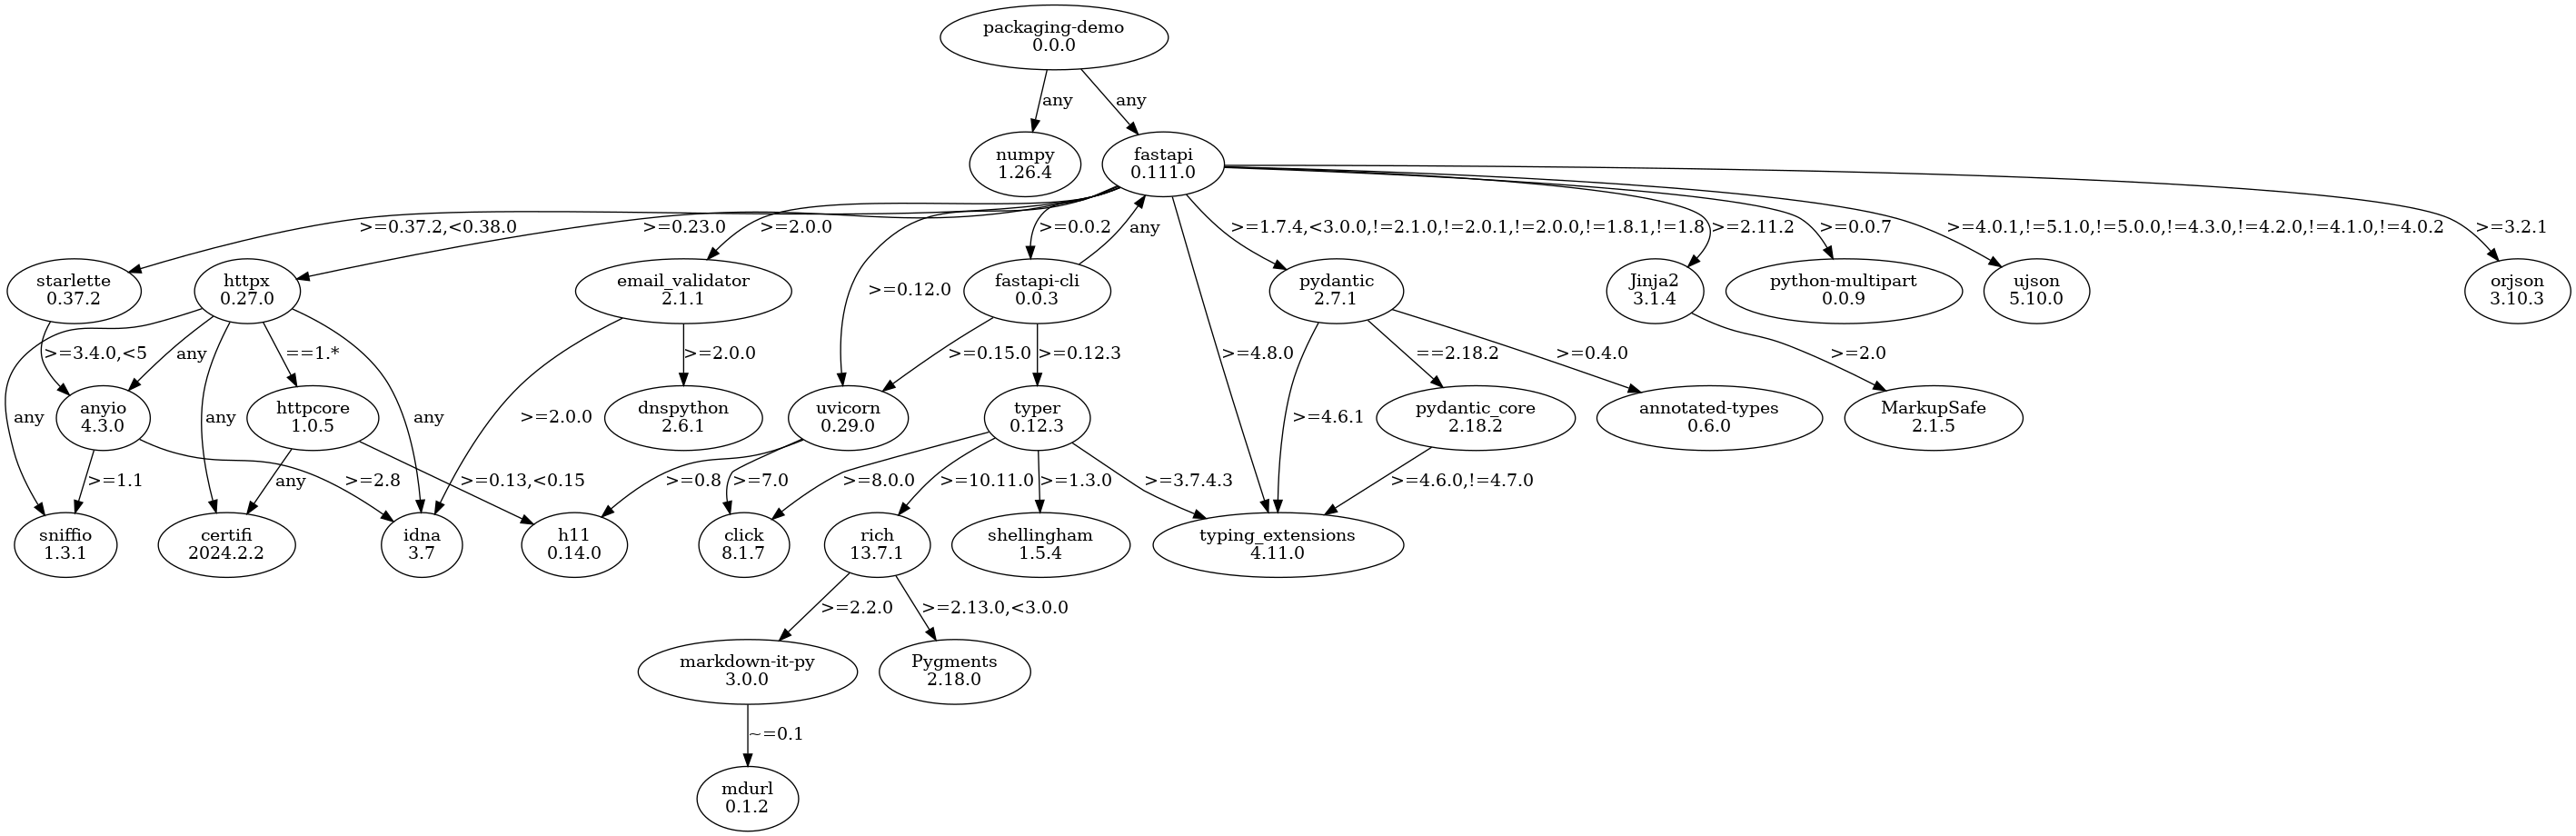 packaging-demo
0.0.0
any
any
numpy
1.26.4
fastapi
0.111.0
>=0.37.2,<0.38.0
>=0.23.0
>=2.0.0
>=0.12.0
>=0.0.2
any
>=4.8.0
>=1.7.4,<3.0.0,!=2.1.0,!=2.0.1,!=2.0.0,!=1.8.1,!=1.8
>=2.11.2
>=0.0.7
>=4.0.1,!=5.1.0,!=5.0.0,!=4.3.0,!=4.2.0,!=4.1.0,!=4.0.2
>=3.2.1
starlette
0.37.2
httpx
0.27.0
email_validator
2.1.1
fastapi-cli
0.0.3
pydantic
2.7.1
Jinja2
3.1.4
python-multipart
0.0.9
ujson
5.10.0
orjson
3.10.3
>=3.4.0,<5
any
any
any
==1.*
any
>=2.0.0
>=2.0.0
>=0.15.0
>=0.12.3
>=4.6.1
==2.18.2
>=0.4.0
>=2.0
anyio
4.3.0
httpcore
1.0.5
dnspython
2.6.1
uvicorn
0.29.0
typer
0.12.3
pydantic_core
2.18.2
annotated-types
0.6.0
MarkupSafe
2.1.5
>=1.1
any
>=2.8
>=0.13,<0.15
>=0.8
>=7.0
>=8.0.0
>=10.11.0
>=1.3.0
>=3.7.4.3
>=4.6.0,!=4.7.0
sniffio
1.3.1
certifi
2024.2.2
idna
3.7
h11
0.14.0
click
8.1.7
rich
13.7.1
shellingham
1.5.4
typing_extensions
4.11.0
>=2.2.0
>=2.13.0,<3.0.0
markdown-it-py
3.0.0
Pygments
2.18.0
~=0.1
mdurl
0.1.2